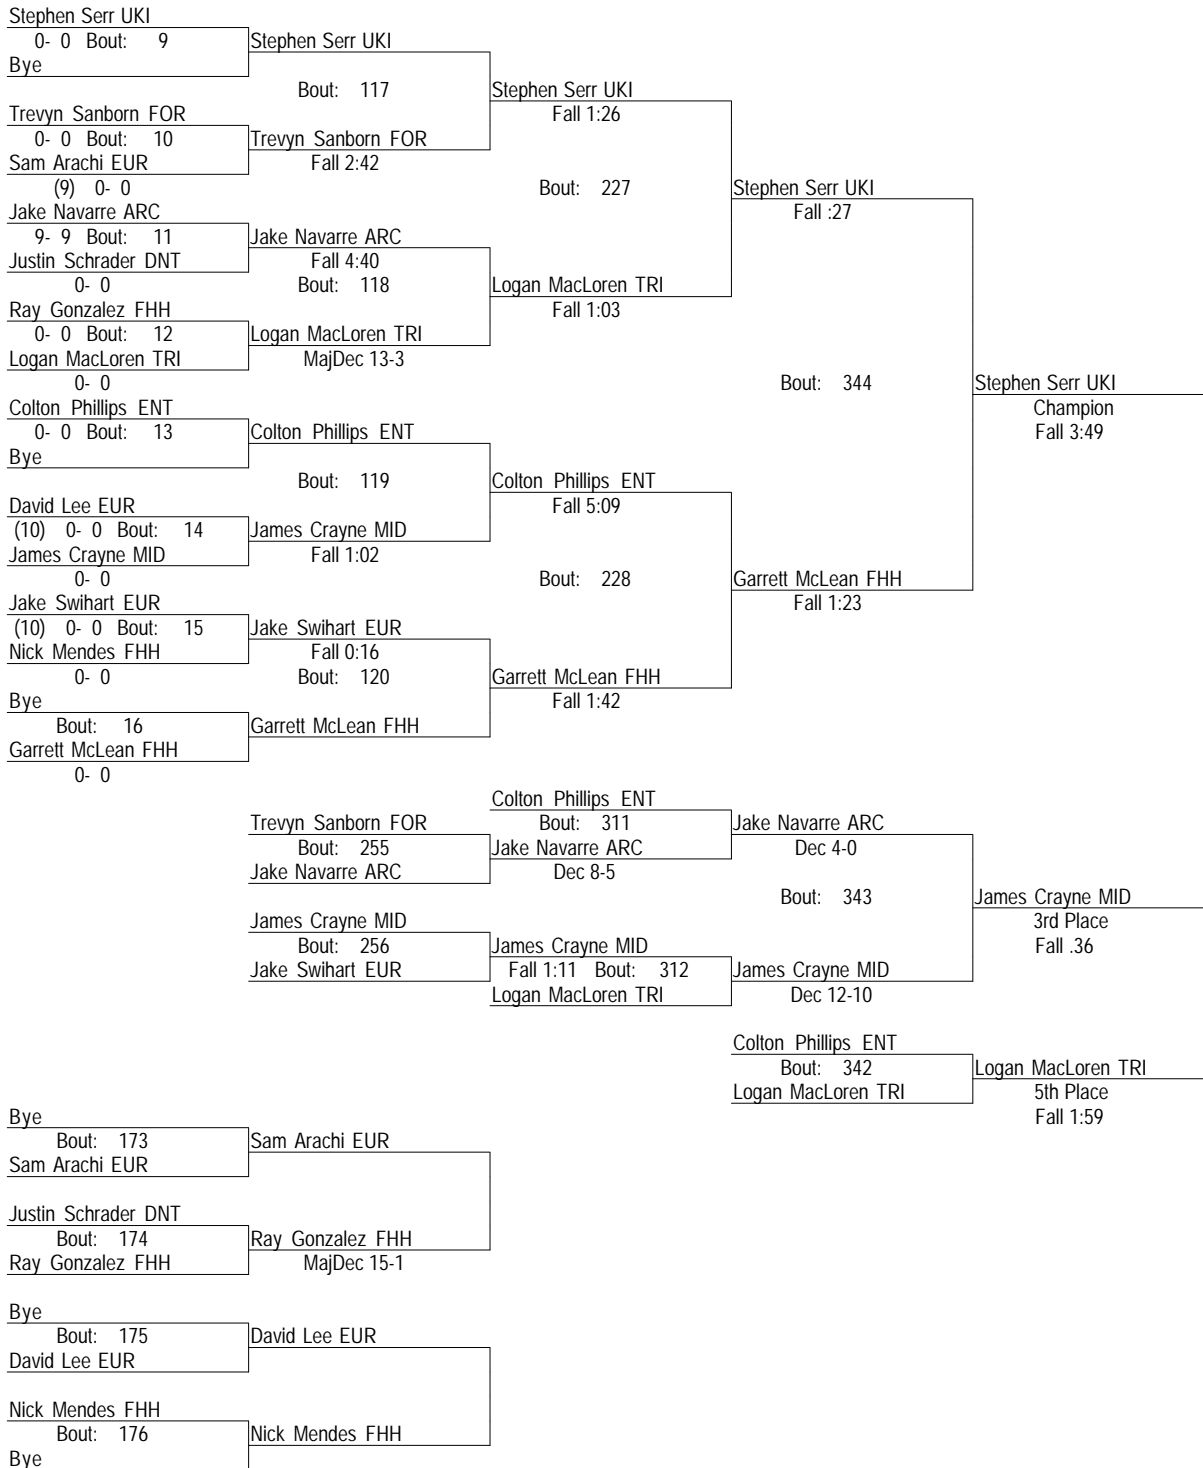 Stephen Serr UKI
0- 0 Bout: 9
Stephen Serr UKI
Bye
Bout: 117
Stephen Serr UKI
Fall 1:26
Trevyn Sanborn FOR
0- 0 Bout: 10
Trevyn Sanborn FOR
Sam Arachi EUR
Fall 2:42
(9) 0- 0
Bout: 227
Stephen Serr UKI
Fall :27
Jake Navarre ARC
9- 9 Bout: 11
Jake Navarre ARC
Justin Schrader DNT
Fall 4:40
0- 0
Bout: 118
Logan MacLoren TRI
Fall 1:03
Ray Gonzalez FHH
0- 0 Bout: 12
Logan MacLoren TRI
Logan MacLoren TRI
MajDec 13-3
0- 0
Bout: 344
Stephen Serr UKI
Champion
Fall 3:49
Colton Phillips ENT
0- 0 Bout: 13
Colton Phillips ENT
Bye
Bout: 119
Colton Phillips ENT
Fall 5:09
David Lee EUR
(10) 0- 0 Bout: 14
James Crayne MID
James Crayne MID
Fall 1:02
0- 0
Bout: 228
Garrett McLean FHH
Fall 1:23
Jake Swihart EUR
(10) 0- 0 Bout: 15
Jake Swihart EUR
Nick Mendes FHH
Fall 0:16
0- 0
Bout: 120
Garrett McLean FHH
Fall 1:42
Bye
Bout: 16
Garrett McLean FHH
Garrett McLean FHH
0- 0
Colton Phillips ENT
Trevyn Sanborn FOR
Bout: 311
Jake Navarre ARC
Bout: 255
Jake Navarre ARC
Dec 4-0
Jake Navarre ARC
Dec 8-5
Bout: 343
James Crayne MID
3rd Place
Fall .36
James Crayne MID
Bout: 256
James Crayne MID
Jake Swihart EUR
Fall 1:11 Bout: 312
James Crayne MID
Logan MacLoren TRI
Dec 12-10
Colton Phillips ENT
Bout: 342
Logan MacLoren TRI
Logan MacLoren TRI
5th Place
Fall 1:59
Bye
Bout: 173
Sam Arachi EUR
Sam Arachi EUR
Justin Schrader DNT
Bout: 174
Ray Gonzalez FHH
Ray Gonzalez FHH
MajDec 15-1
Bye
Bout: 175
David Lee EUR
David Lee EUR
Nick Mendes FHH
Bout: 176
Nick Mendes FHH
Bye